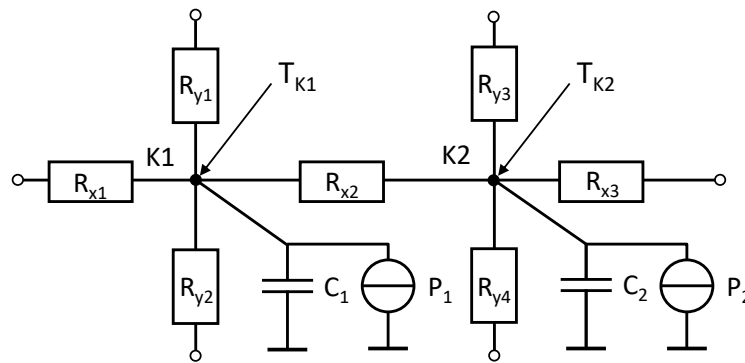 R_y1
T_K1
R_y3
T_K2
K1
K2
R_x1
R_x2
R_x3
R_y2
C_1
P_1
R_y4
C_2
P_2